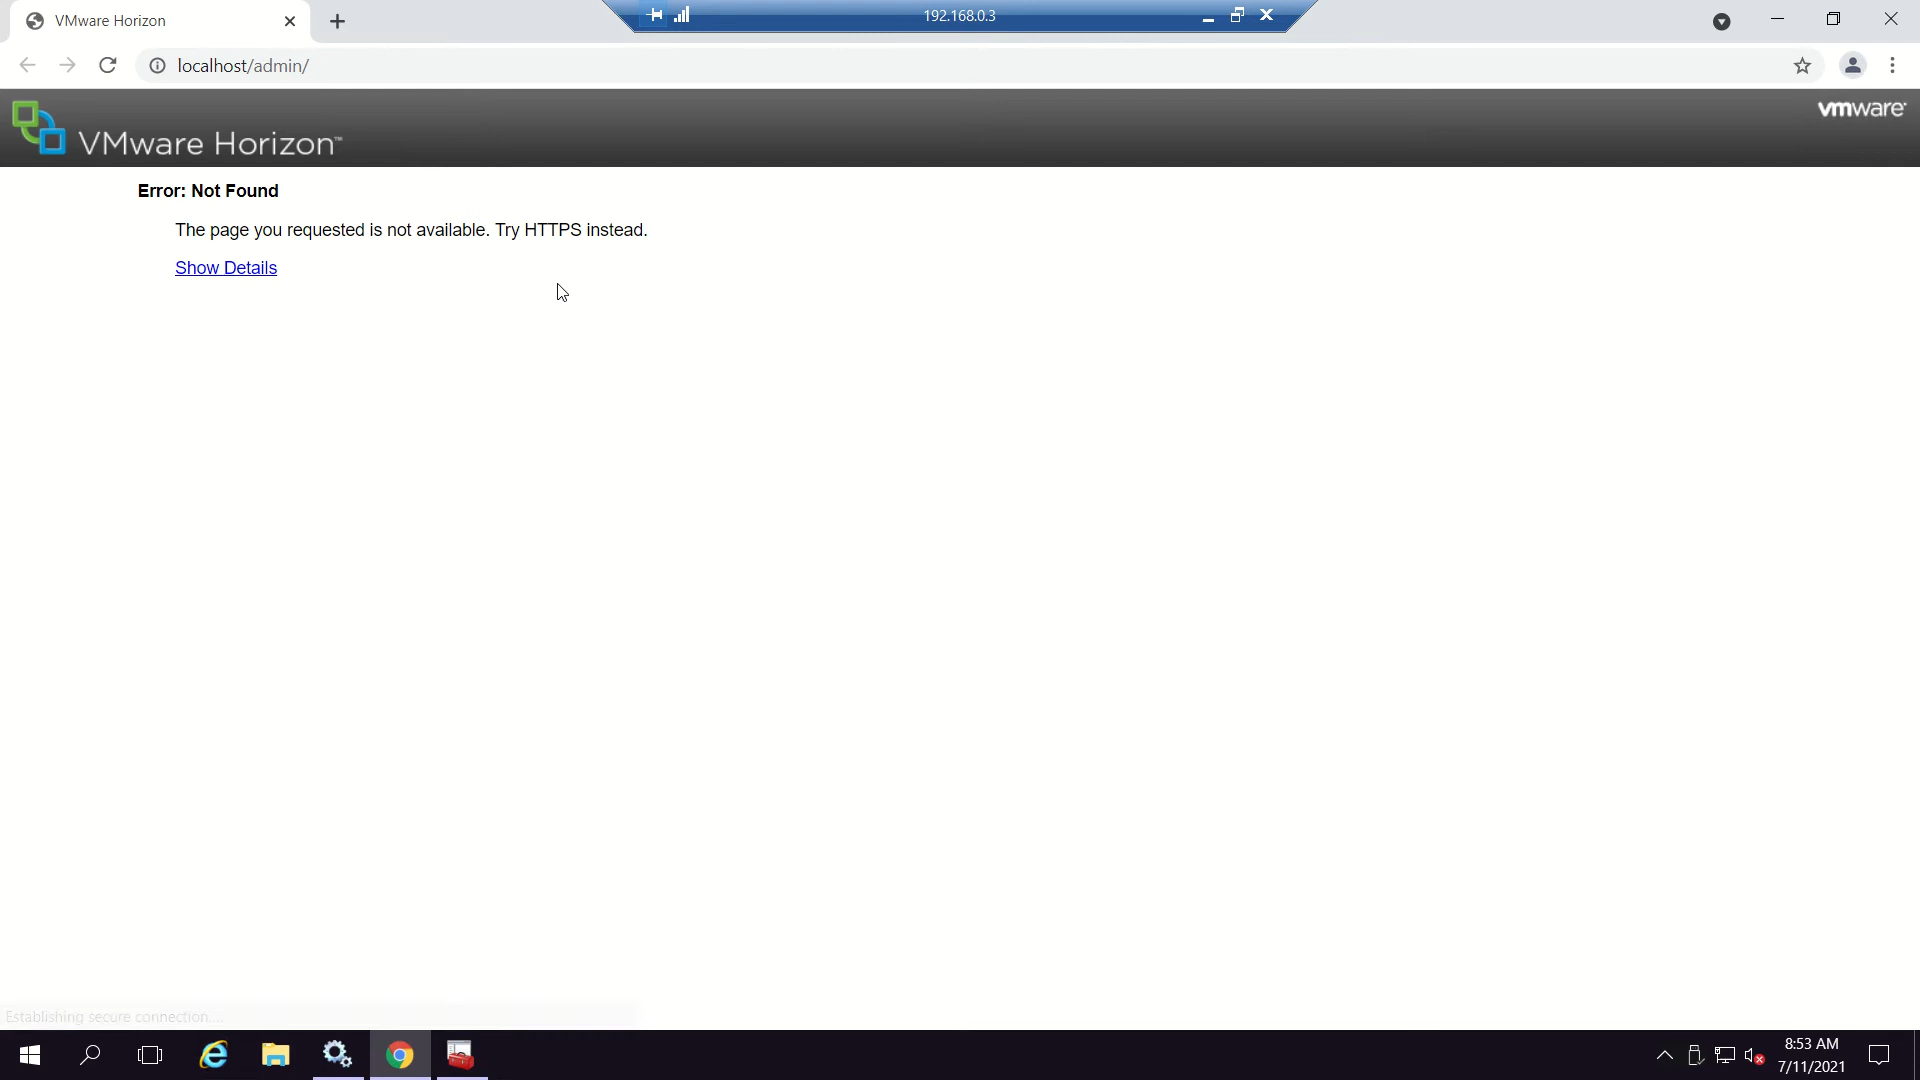 VMware Horizon
192.168.0.3
localhost/admin/
VMware Horizon™
vmware
Error: Not Found
The page you requested is not available. Try HTTPS instead.
Show Details
Establishing secure connection...
8:53 AM
7/11/2021